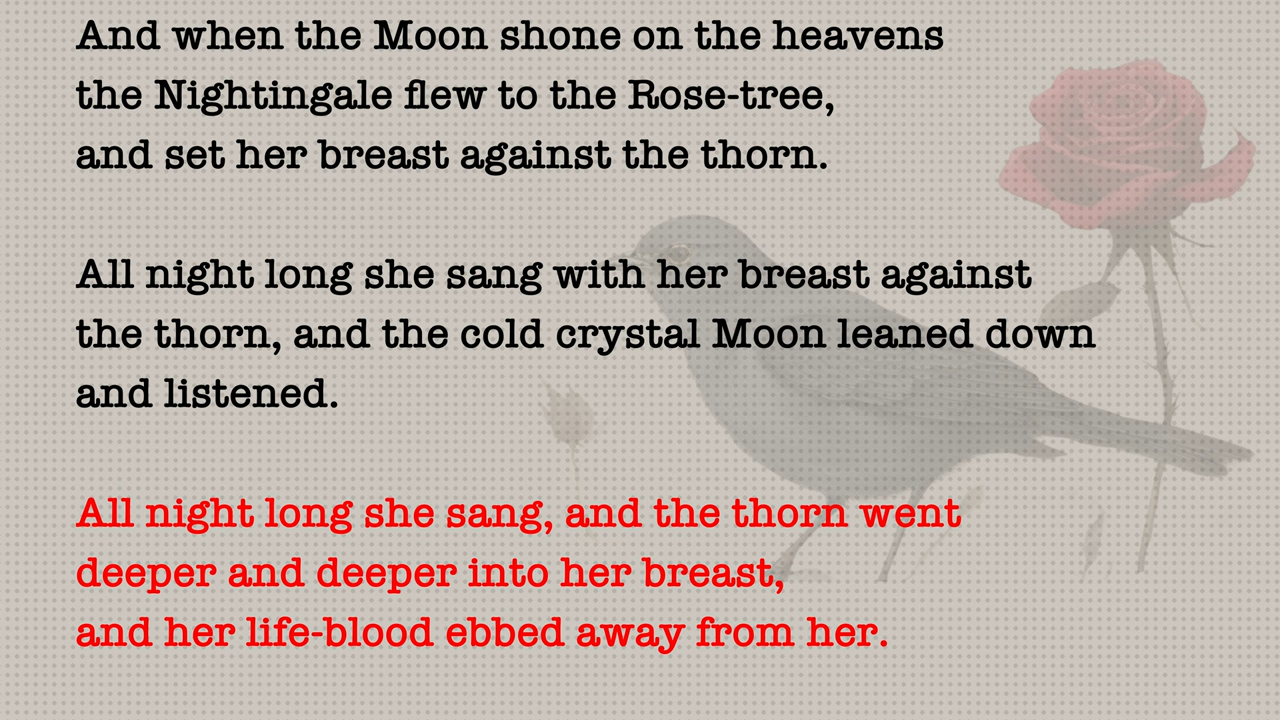 And when the Moon shone on the heavens
the Nightingale flew to the Rose-tree,
and set her breast against the thorn.
All night long she sang with her breast against
the thorn, and the cold crystal Moon leaned down
and listened.
All night long she sang, and the thorn went
deeper and deeper into her breast,
and her life-blood ebbed away from her.